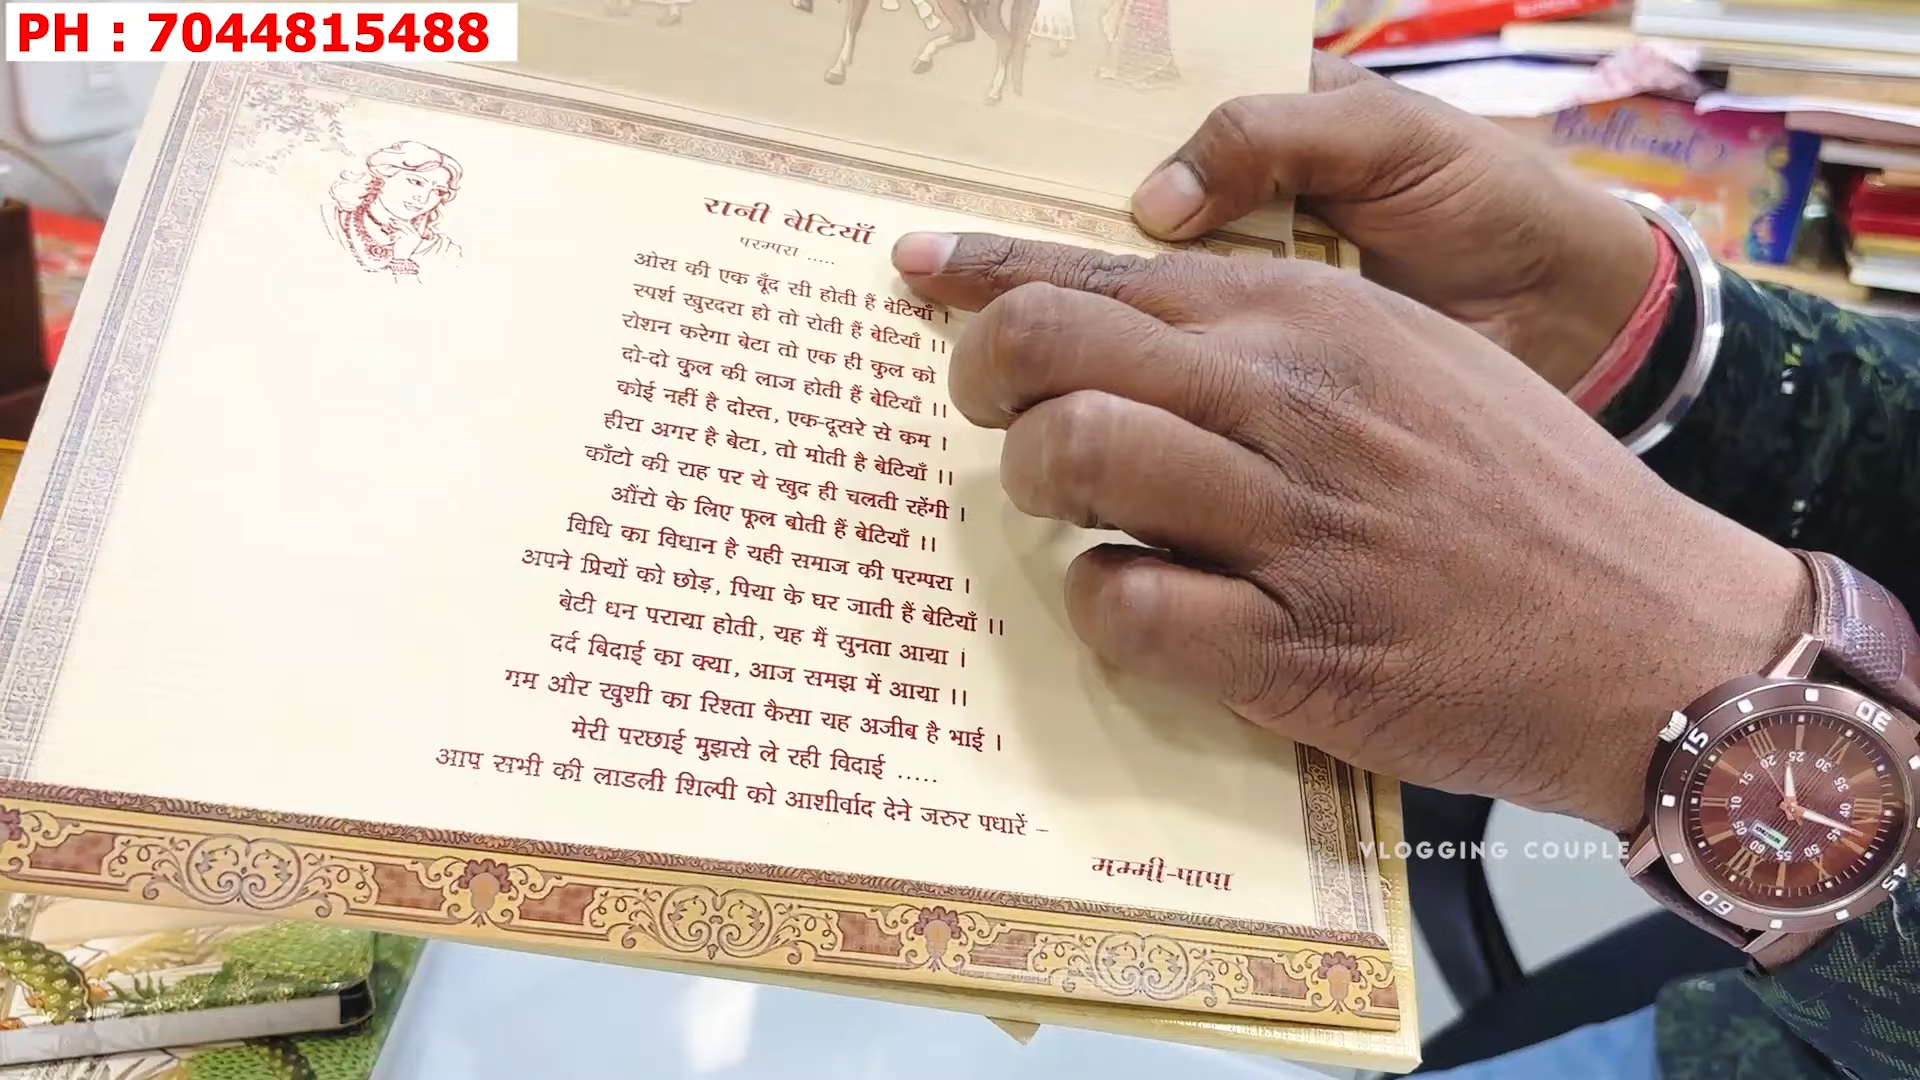 PH : 7044815488
Brilliant
रानी बेटियाँ
परम्परा .....
ओस की एक बूँद सी होती हैं बेटियाँ ।
स्पर्श खुरदरा हो तो रोती हैं बेटियाँ ।।
रोशन करेगा बेटा तो एक ही कुल को
दो-दो कुल की लाज होती हैं बेटियाँ ।।
कोई नहीं है दोस्त, एक-दूसरे से कम ।
हीरा अगर है बेटा, तो मोती है बेटियाँ ।।
काँटो की राह पर ये खुद ही चलती रहेंगी ।
औंरो के लिए फूल बोती हैं बेटियाँ ।।
विधि का विधान है यही समाज की परम्परा ।
अपने प्रियों को छोड़, पिया के घर जाती हैं बेटियाँ ।।
बेटी धन पराया होती, यह मैं सुनता आया ।
दर्द बिदाई का क्या, आज समझ में आया ।।
गम और खुशी का रिश्ता कैसा यह अजीब है भाई ।
मेरी परछाई मुझसे ले रही विदाई .....
आप सभी की लाडली शिल्पी को आशीर्वाद देने जरुर पधारें -
मम्मी-पापा
VLOGGING COUPLE